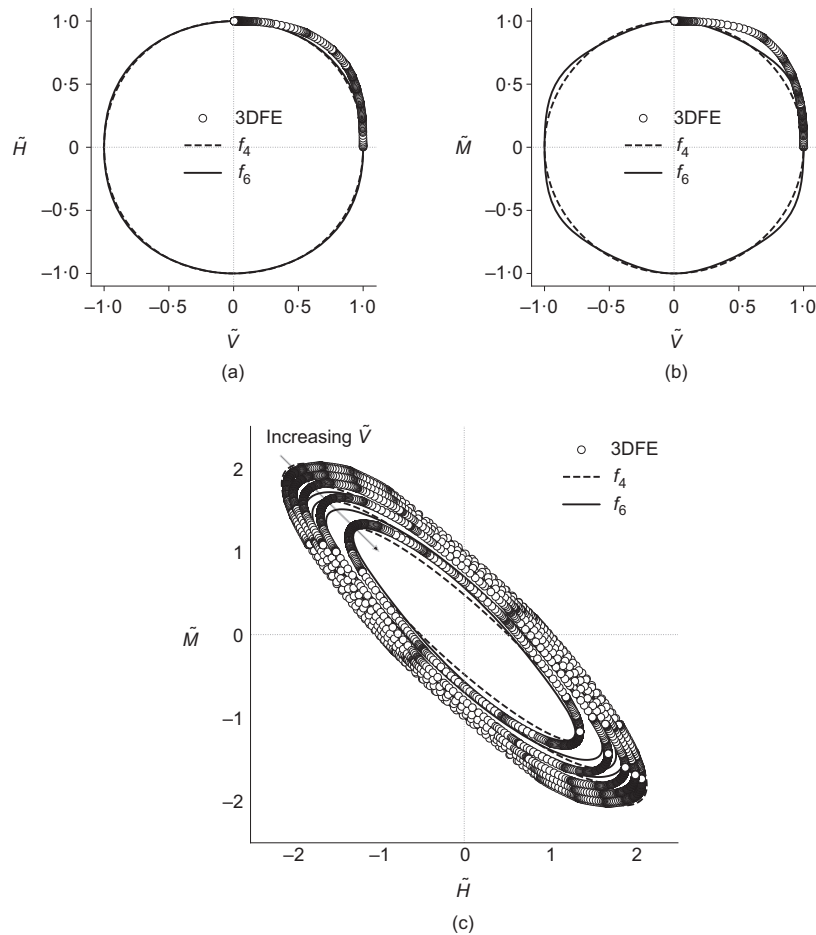 1·0
0·5
0
–0·5
–1·0
H̃
3DFE
f4
f6
–1·0
–0·5
0
0·5
1·0
Ṽ
(a)
1·0
0·5
0
–0·5
–1·0
M̃
3DFE
f4
f6
–1·0
–0·5
0
0·5
1·0
Ṽ
(b)
Increasing Ṽ
3DFE
f4
f6
2
1
0
–1
–2
M̃
–2
–1
0
1
2
H̃
(c)